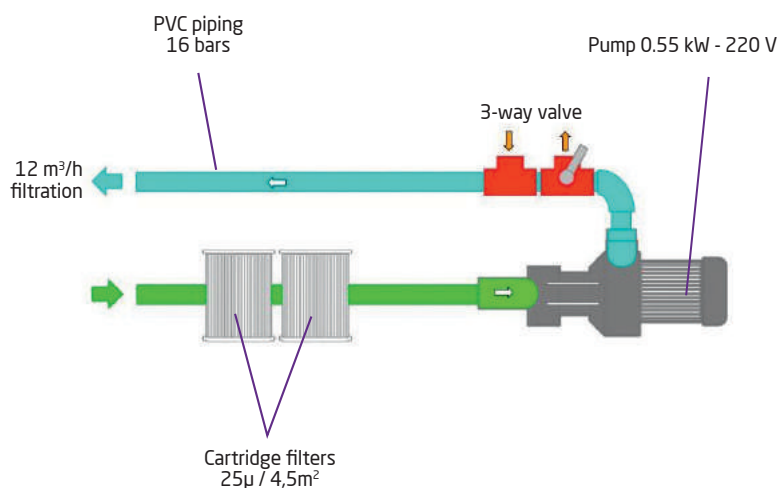 PVC piping
16 bars
Pump 0.55 kW - 220 V
3-way valve
12 m³/h
filtration
Cartridge filters
25µ / 4,5m²